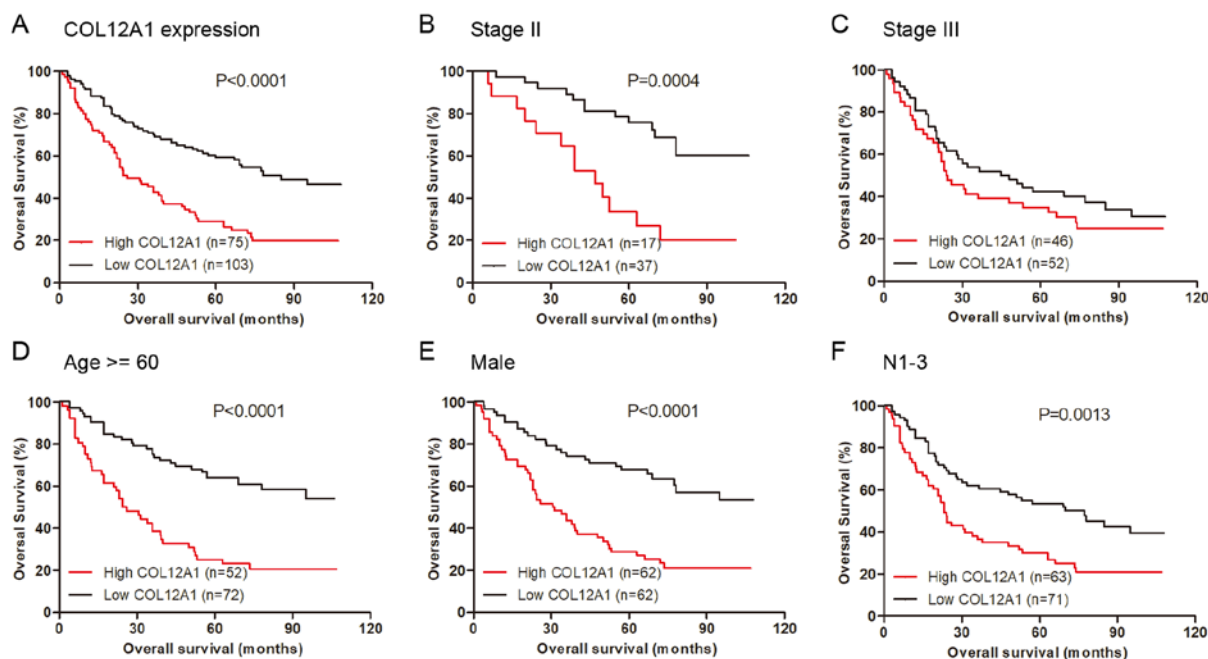 A COL12A1 expression
P<0.0001
Oversal Survival (%)
100
80
60
40
20
0
High COL12A1 (n=75)
Low COL12A1 (n=103)
0 30 60 90 120
Overall survival (months)
B Stage II
P=0.0004
Oversal Survival (%)
100
80
60
40
20
0
High COL12A1 (n=17)
Low COL12A1 (n=37)
0 30 60 90 120
Overall survival (months)
C Stage III
Oversal Survival (%)
100
80
60
40
20
0
High COL12A1 (n=46)
Low COL12A1 (n=52)
0 30 60 90 120
Overall survival (months)
D Age >= 60
P<0.0001
Oversal Survival (%)
100
80
60
40
20
0
High COL12A1 (n=52)
Low COL12A1 (n=72)
0 30 60 90 120
Overall survival (months)
E Male
P<0.0001
Oversal Survival (%)
100
80
60
40
20
0
High COL12A1 (n=62)
Low COL12A1 (n=62)
0 30 60 90 120
Overall survival (months)
F N1-3
P=0.0013
Oversal Survival (%)
100
80
60
40
20
0
High COL12A1 (n=63)
Low COL12A1 (n=71)
0 30 60 90 120
Overall survival (months)